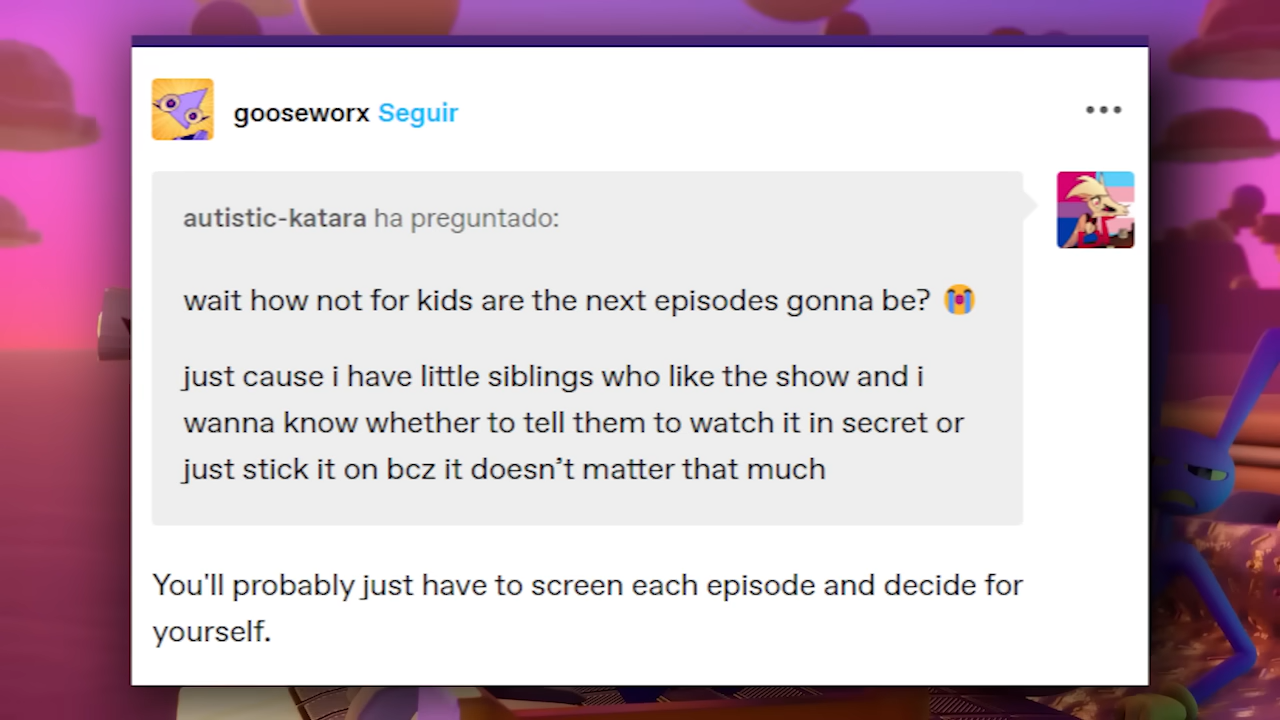 gooseworx Seguir
autistic-katara ha preguntado:
wait how not for kids are the next episodes gonna be? 😭
just cause i have little siblings who like the show and i
wanna know whether to tell them to watch it in secret or
just stick it on bcz it doesn’t matter that much
You'll probably just have to screen each episode and decide for
yourself.